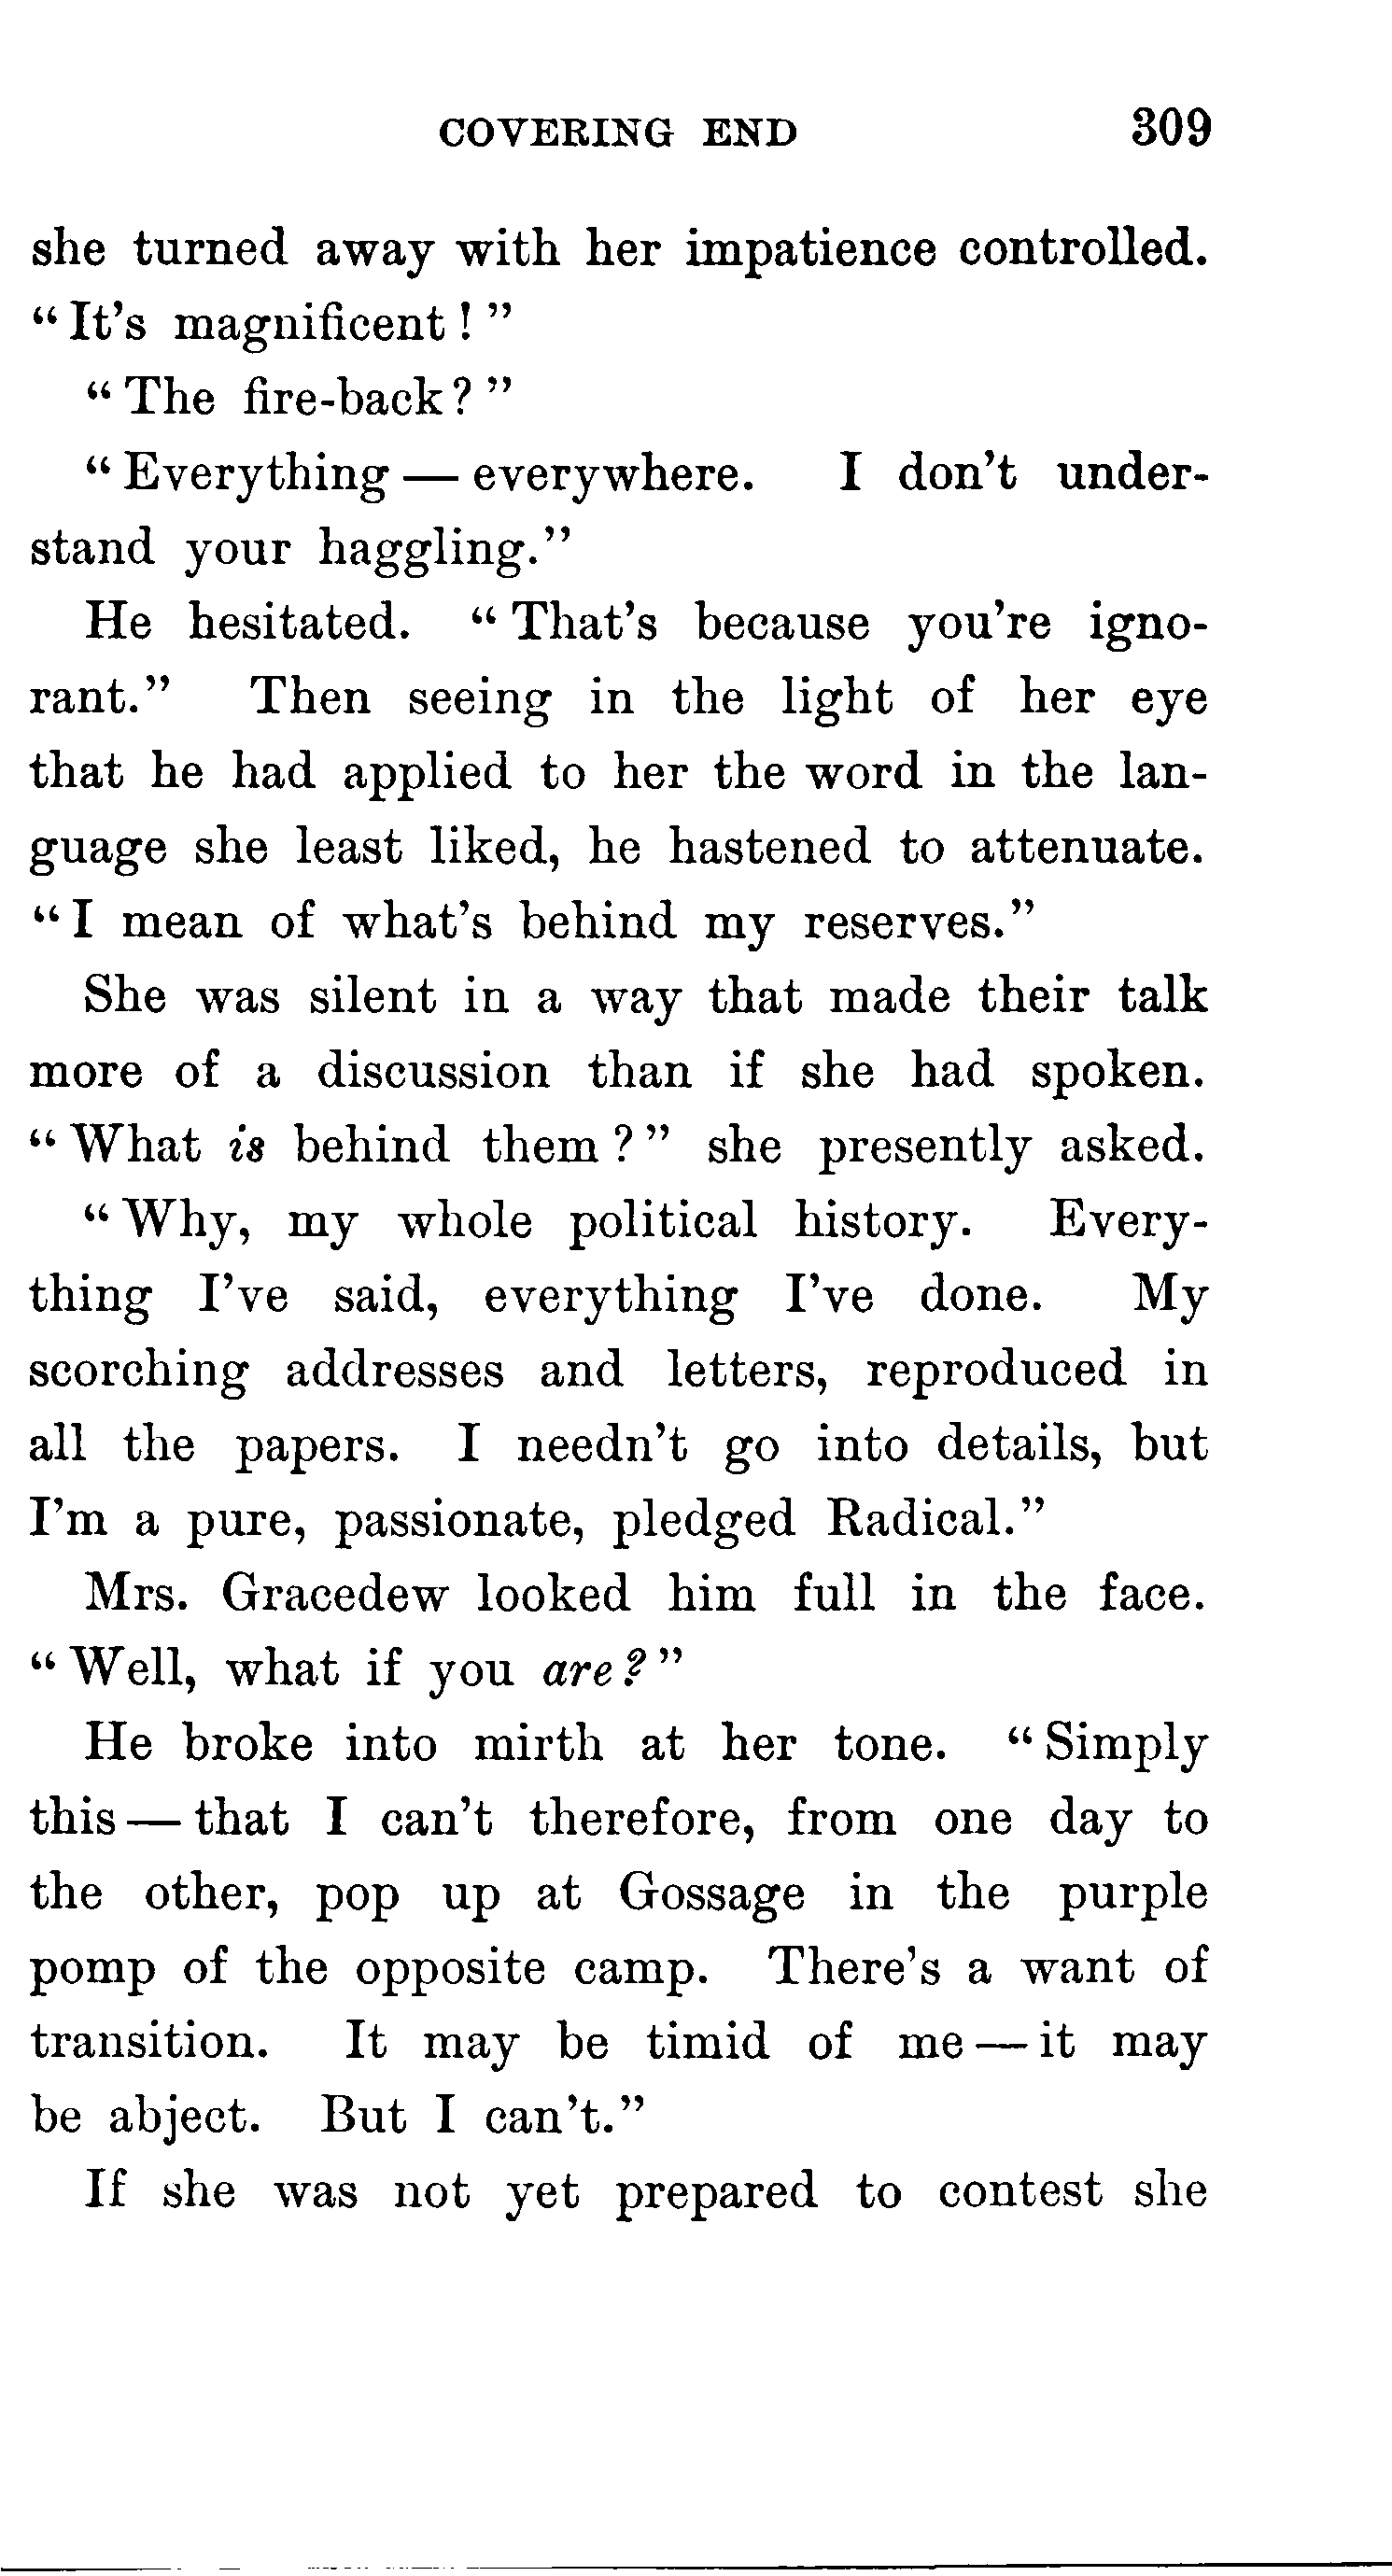 COVERING END 309
she turned away with her impatience controlled.
“It’s magnificent!”
“The fire-back?”
“Everything — everywhere. I don’t under-
stand your haggling.”
He hesitated. “That’s because you’re igno-
rant.” Then seeing in the light of her eye
that he had applied to her the word in the lan-
guage she least liked, he hastened to attenuate.
“I mean of what’s behind my reserves.”
She was silent in a way that made their talk
more of a discussion than if she had spoken.
“What is behind them?” she presently asked.
“Why, my whole political history. Every-
thing I’ve said, everything I’ve done. My
scorching addresses and letters, reproduced in
all the papers. I needn’t go into details, but
I’m a pure, passionate, pledged Radical.”
Mrs. Gracedew looked him full in the face.
“Well, what if you are?”
He broke into mirth at her tone. “Simply
this — that I can’t therefore, from one day to
the other, pop up at Gossage in the purple
pomp of the opposite camp. There’s a want of
transition. It may be timid of me — it may
be abject. But I can’t.”
If she was not yet prepared to contest she